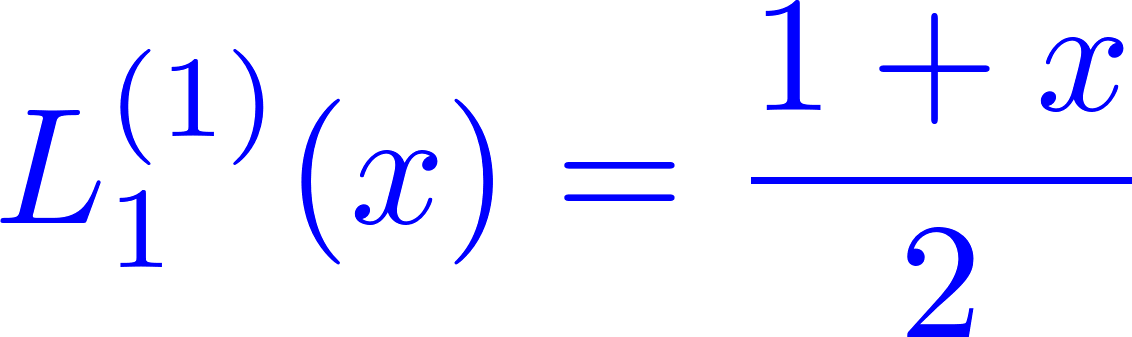 $L_1^{(1)}(x) = \frac{1+x}{2}$